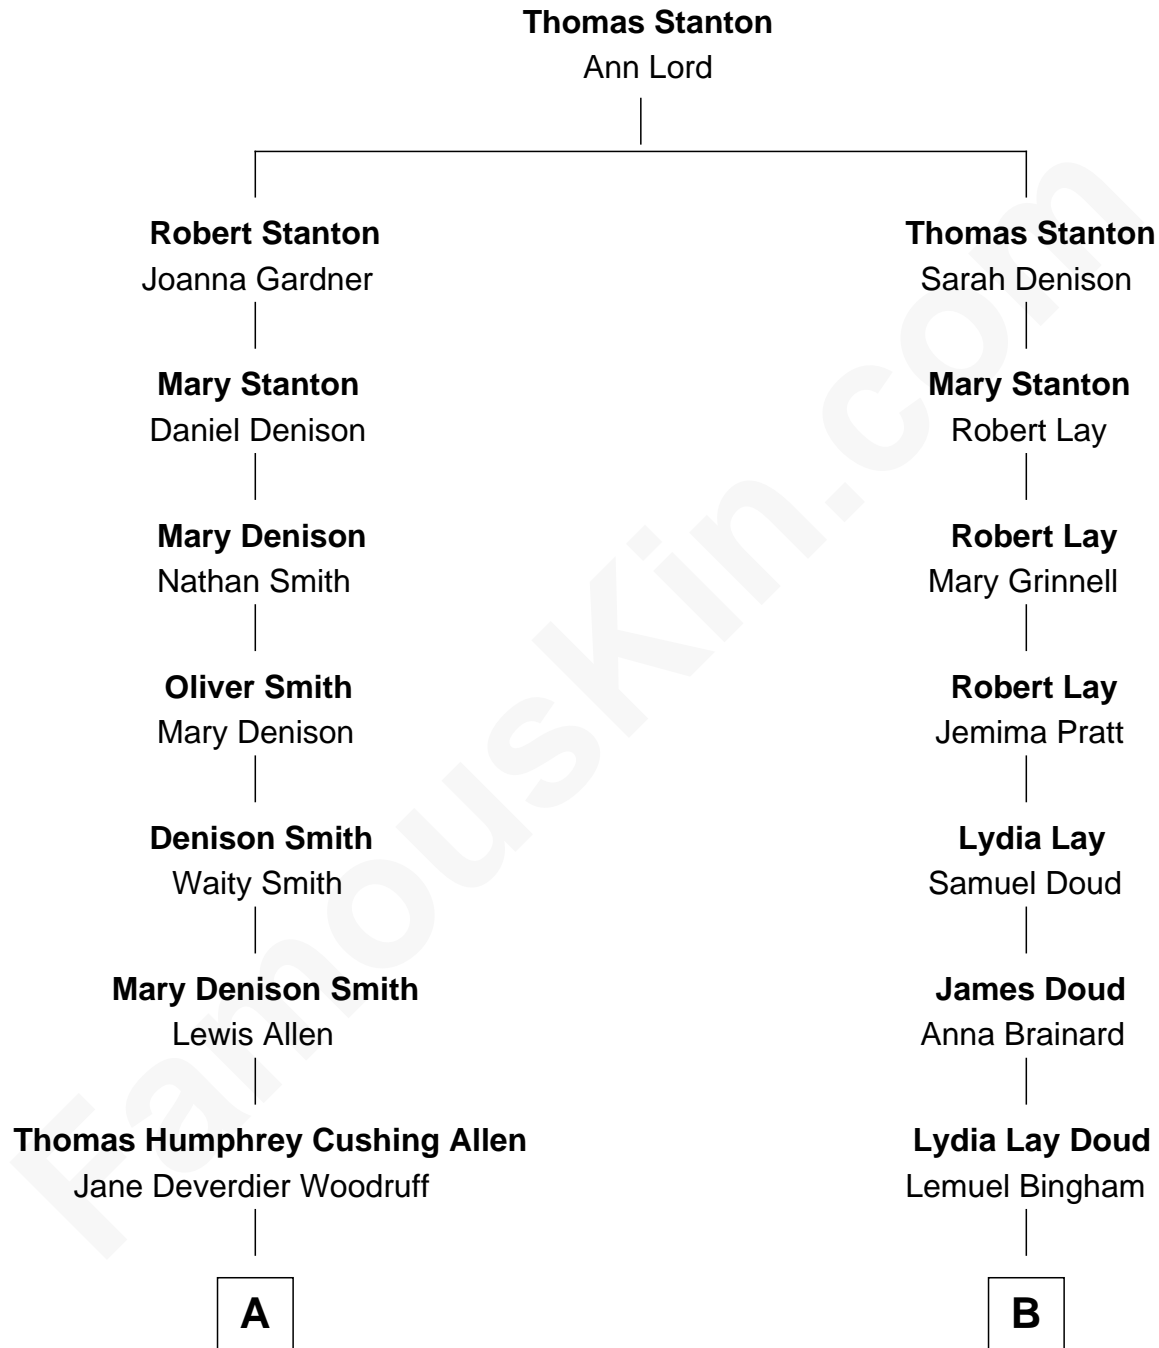 Thomas Stanton
Ann Lord
Robert Stanton
Joanna Gardner
Thomas Stanton
Sarah Denison
Mary Stanton
Daniel Denison
Mary Stanton
Robert Lay
Mary Denison
Nathan Smith
Robert Lay
Mary Grinnell
Oliver Smith
Mary Denison
Robert Lay
Jemima Pratt
Denison Smith
Waity Smith
Lydia Lay
Samuel Doud
Mary Denison Smith
Lewis Allen
James Doud
Anna Brainard
Thomas Humphrey Cushing Allen
Jane Deverdier Woodruff
Lydia Lay Doud
Lemuel Bingham
A
B
FamousKin.com